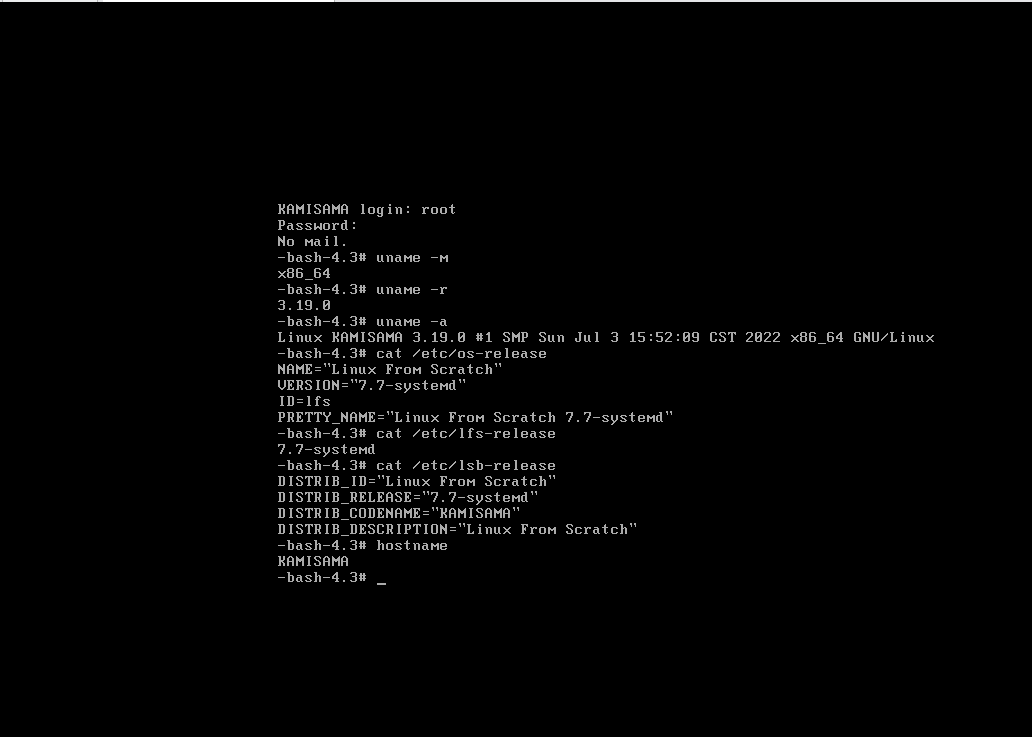 KAMISAMA login: root
Password:
No mail.
-bash-4.3# uname -m
x86_64
-bash-4.3# uname -r
3.19.0
-bash-4.3# uname -a
Linux KAMISAMA 3.19.0 #1 SMP Sun Jul 3 15:52:09 CST 2022 x86_64 GNU/Linux
-bash-4.3# cat /etc/os-release
NAME="Linux From Scratch"
VERSION="7.7-systemd"
ID=lfs
PRETTY_NAME="Linux From Scratch 7.7-systemd"
-bash-4.3# cat /etc/lfs-release
7.7-systemd
-bash-4.3# cat /etc/lsb-release
DISTRIB_ID="Linux From Scratch"
DISTRIB_RELEASE="7.7-systemd"
DISTRIB_CODENAME="KAMISAMA"
DISTRIB_DESCRIPTION="Linux From Scratch"
-bash-4.3# hostname
KAMISAMA
-bash-4.3# _